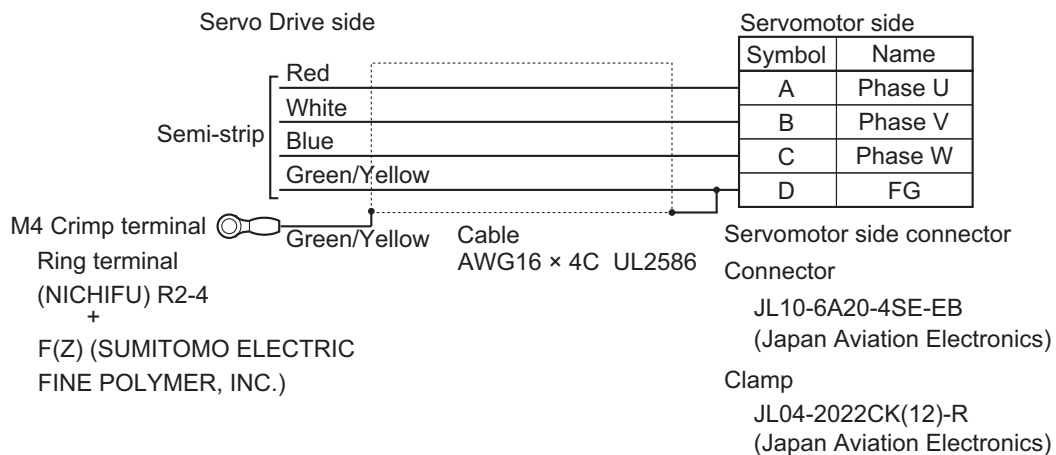 Servo Drive side
Servomotor side
Symbol Name
A Phase U
B Phase V
C Phase W
D FG
Red
White
Blue
Green/Yellow
Semi-strip
M4 Crimp terminal
Green/Yellow
Ring terminal
(NICHIFU) R2-4
+
F(Z) (SUMITOMO ELECTRIC
FINE POLYMER, INC.)
Cable
AWG16 × 4C UL2586
Servomotor side connector
Connector
JL10-6A20-4SE-EB
(Japan Aviation Electronics)
Clamp
JL04-2022CK(12)-R
(Japan Aviation Electronics)